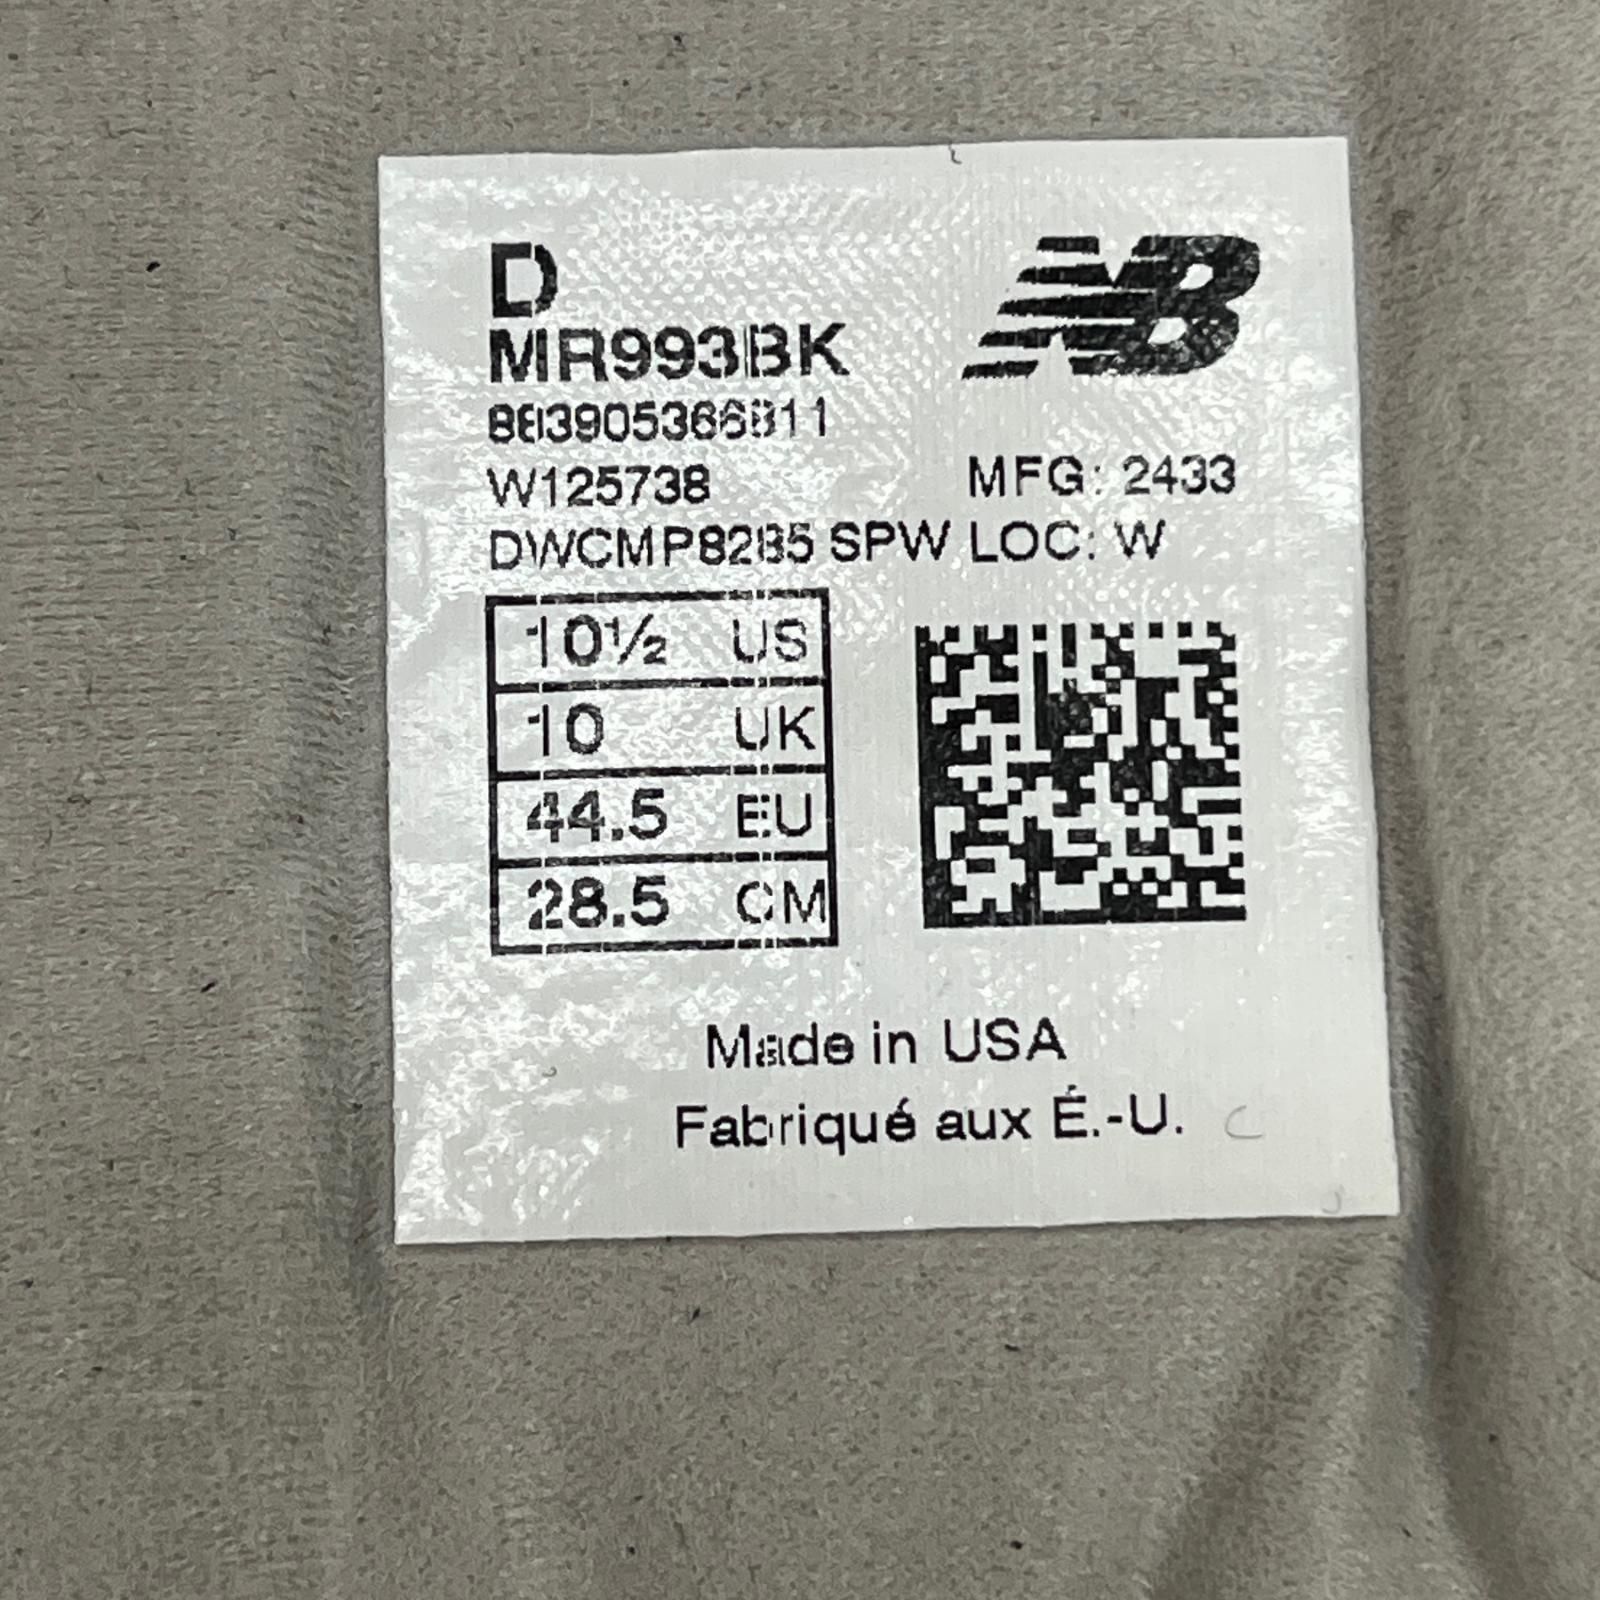 D
NB
MR993BK
883905366811
W125738 MFG: 2433
DWCMP8285 SPW LOC: W
10½ US
10 UK
44.5 EU
28.5 CM
Made in USA
Fabriqué aux É.-U.